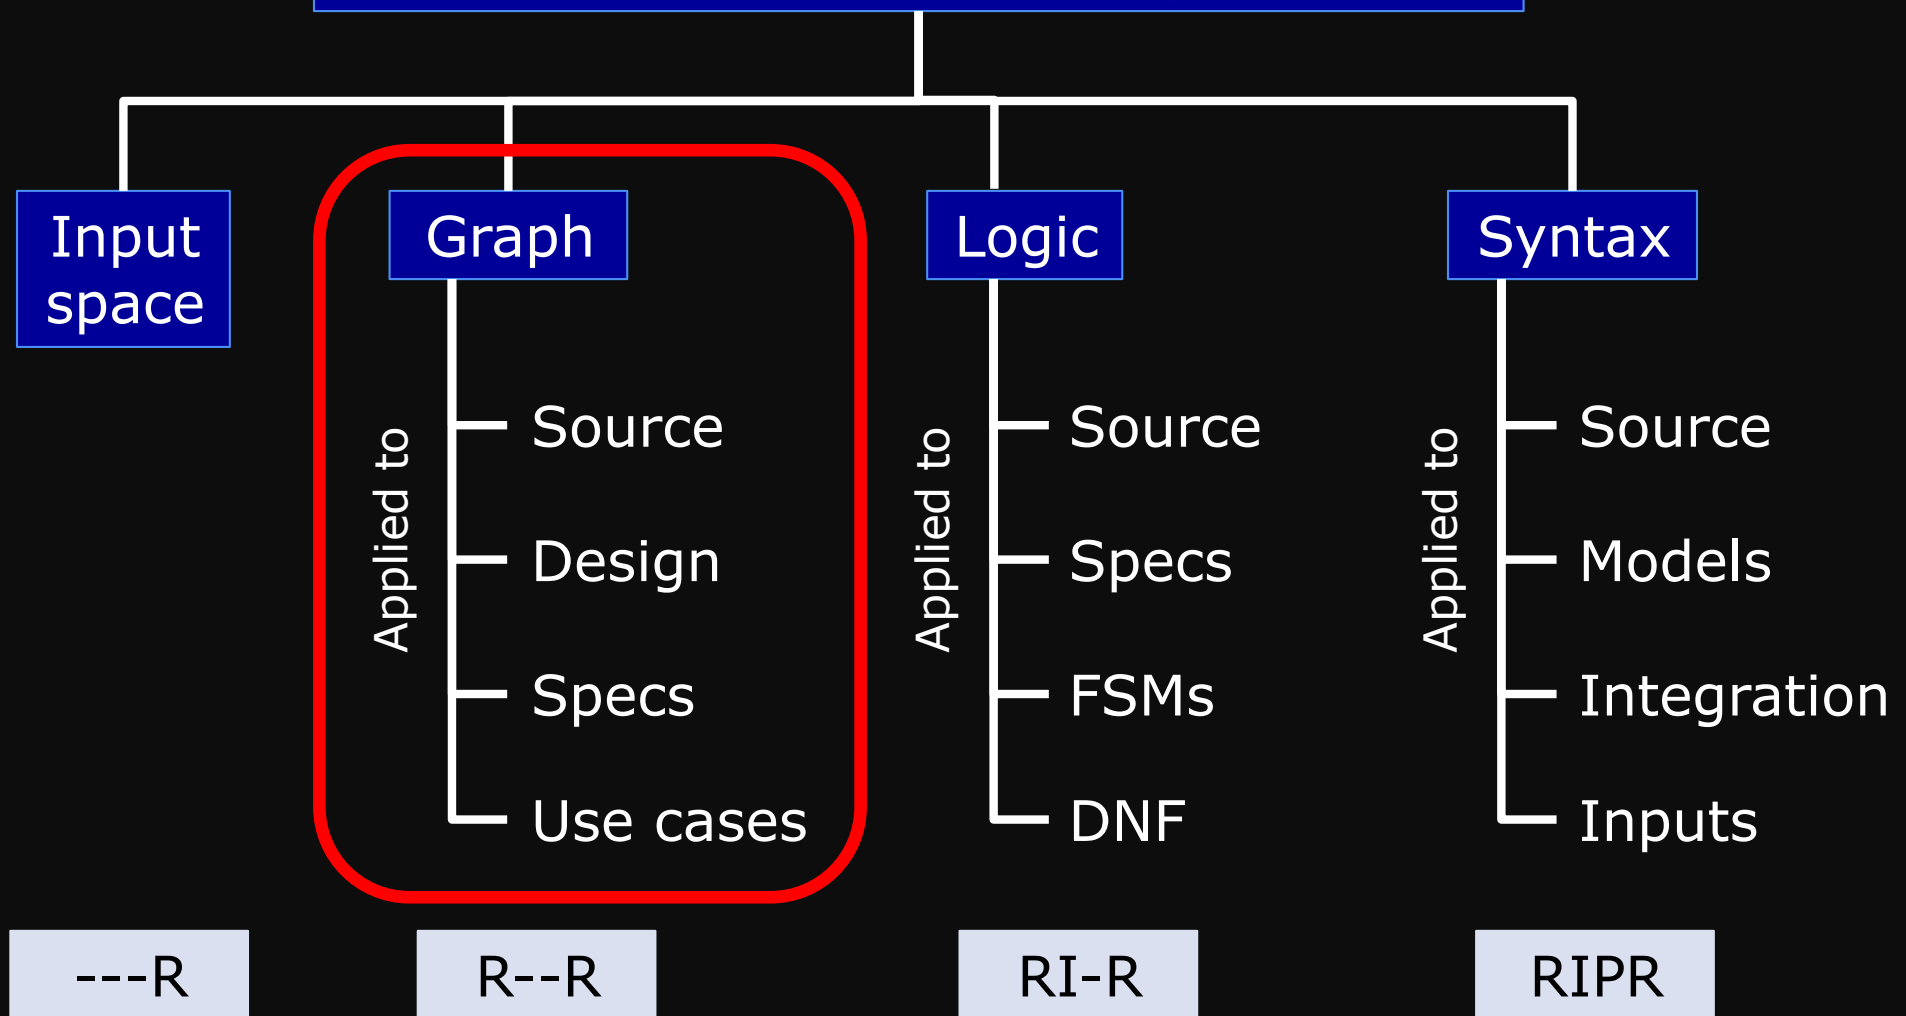 Input
space
Graph
Logic
Syntax
Applied to
Source
Design
Specs
Use cases
Applied to
Source
Specs
FSMs
DNF
Applied to
Source
Models
Integration
Inputs
---R
R--R
RI-R
RIPR